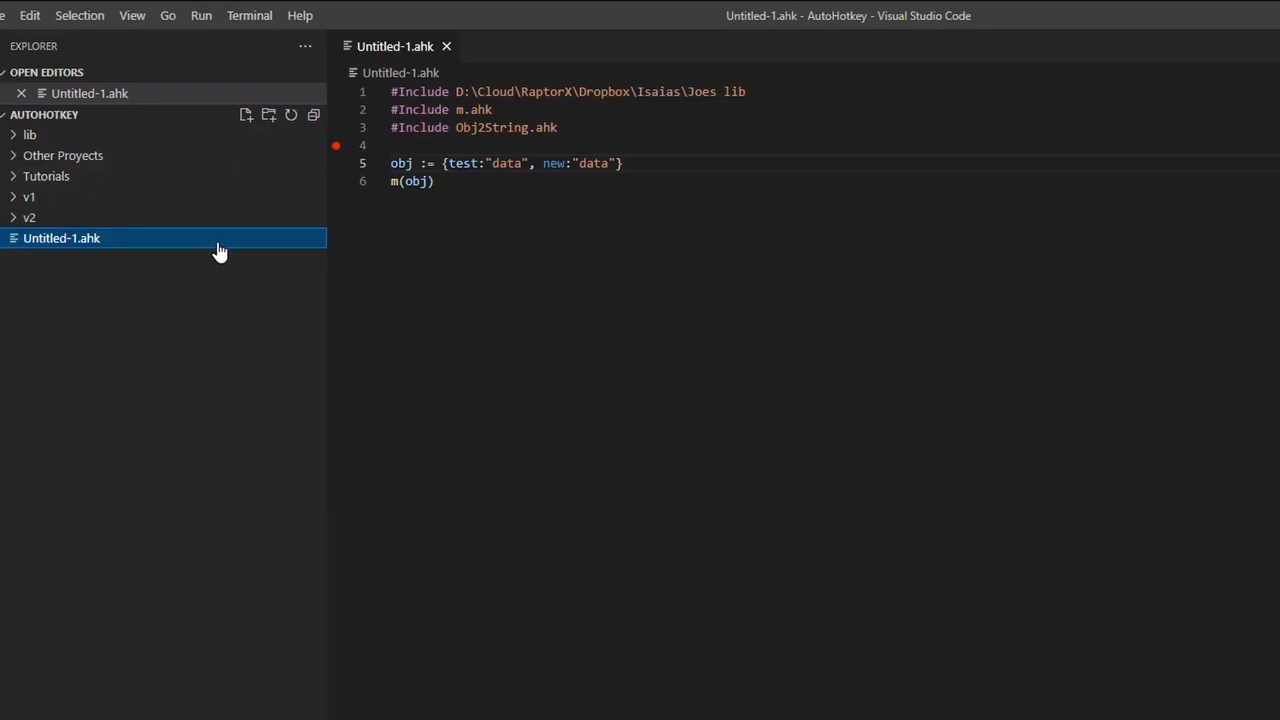 Edit Selection View Go Run Terminal Help
Untitled-1.ahk - AutoHotkey - Visual Studio Code
EXPLORER
OPEN EDITORS
Untitled-1.ahk
AUTOHOTKEY
lib
Other Proyects
Tutorials
v1
v2
Untitled-1.ahk
Untitled-1.ahk
Untitled-1.ahk
1 #Include D:\Cloud\RaptorX\Dropbox\Isaias\Joes lib
2 #Include m.ahk
3 #Include Obj2String.ahk
4
5 obj := {test:"data", new:"data"}
6 m(obj)